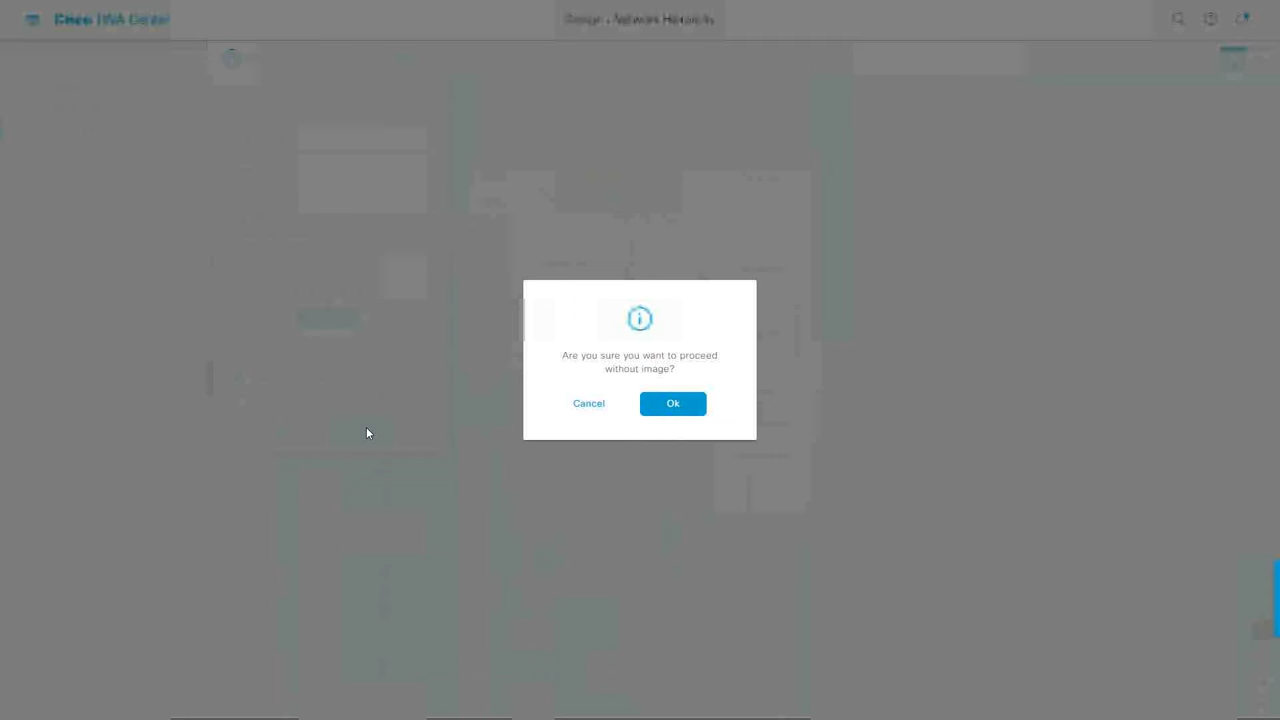 Cisco DNA Center
Design • Network Hierarchy
Are you sure you want to proceed
without image?
Cancel
Ok